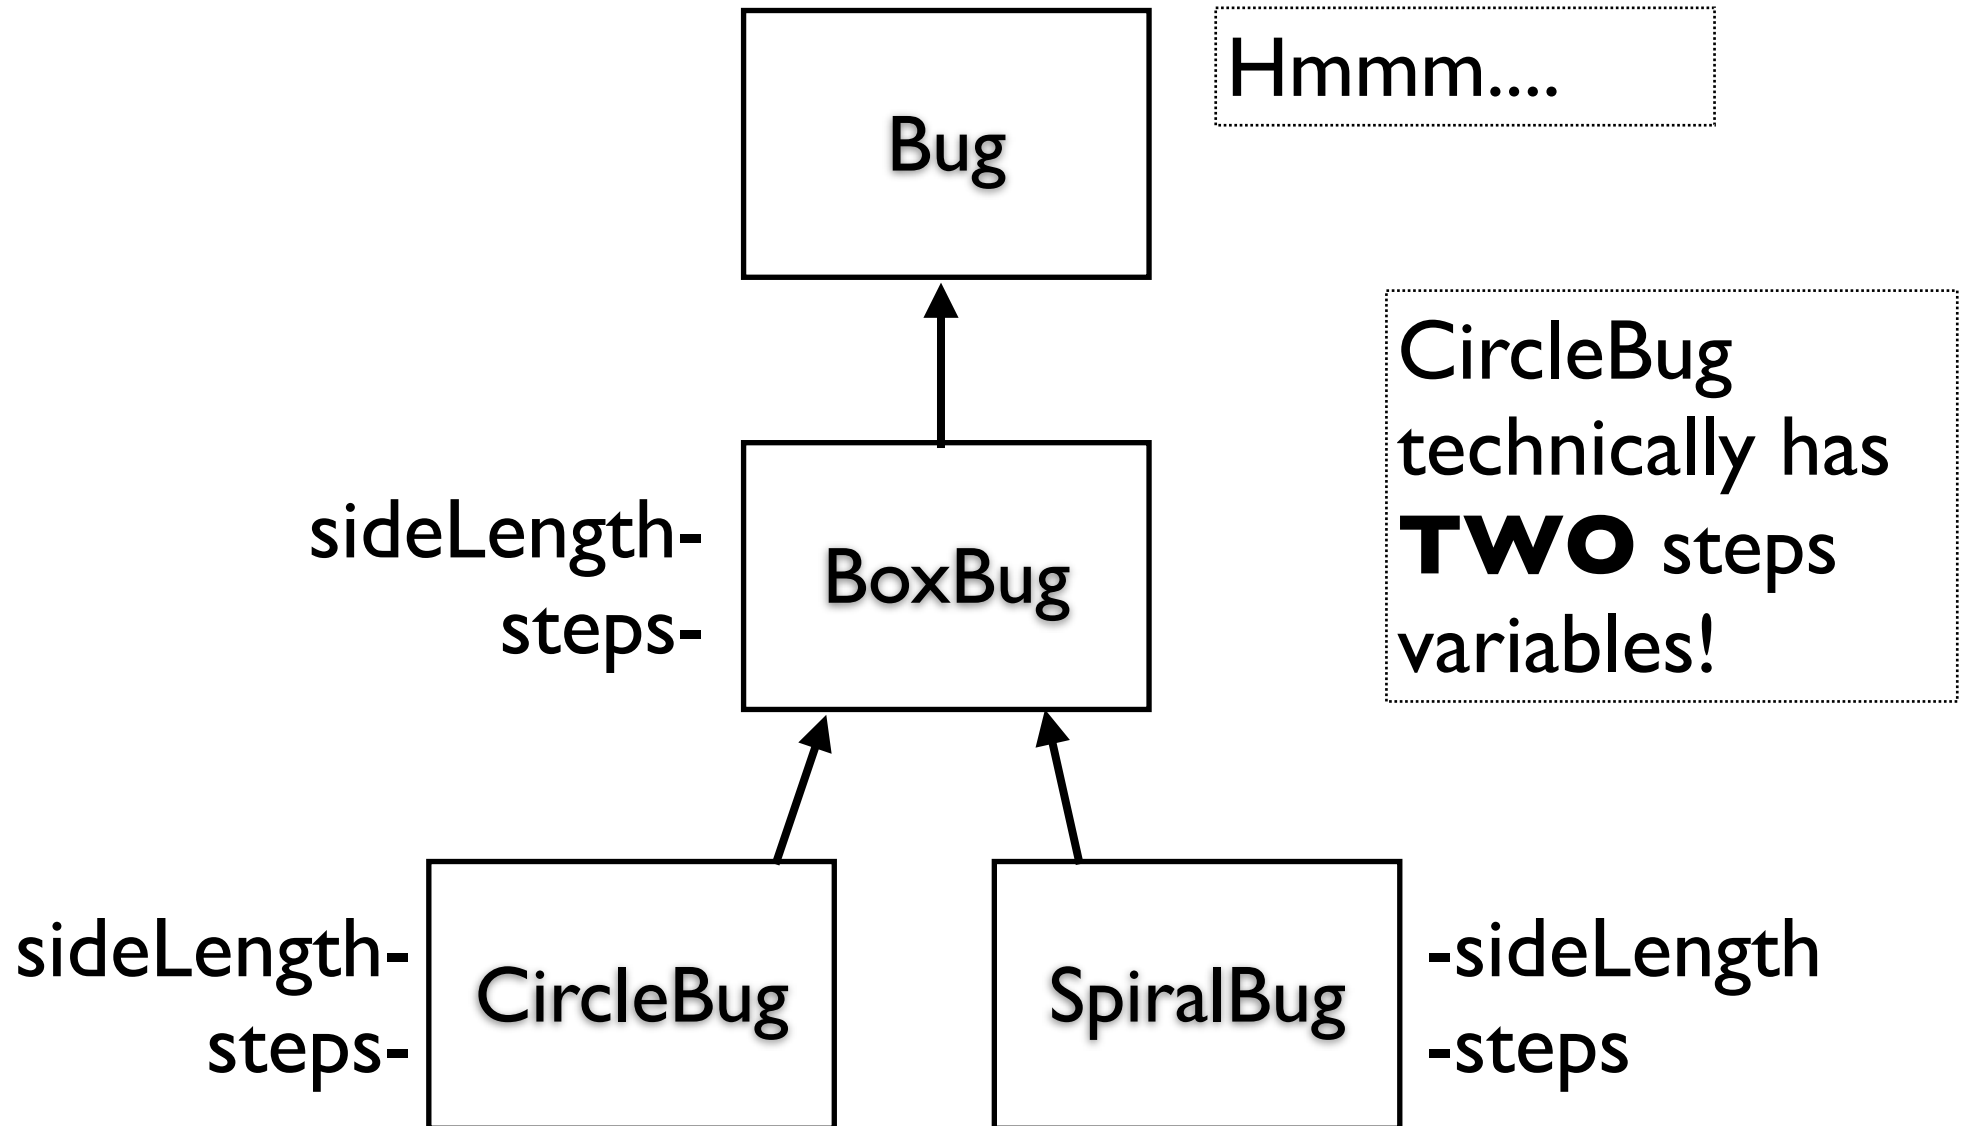 Bug
Hmmm....
CircleBug
technically has
TWO steps
variables!
sideLength-
steps-
BoxBug
sideLength-
steps-
CircleBug
SpiralBug
-sideLength
-steps